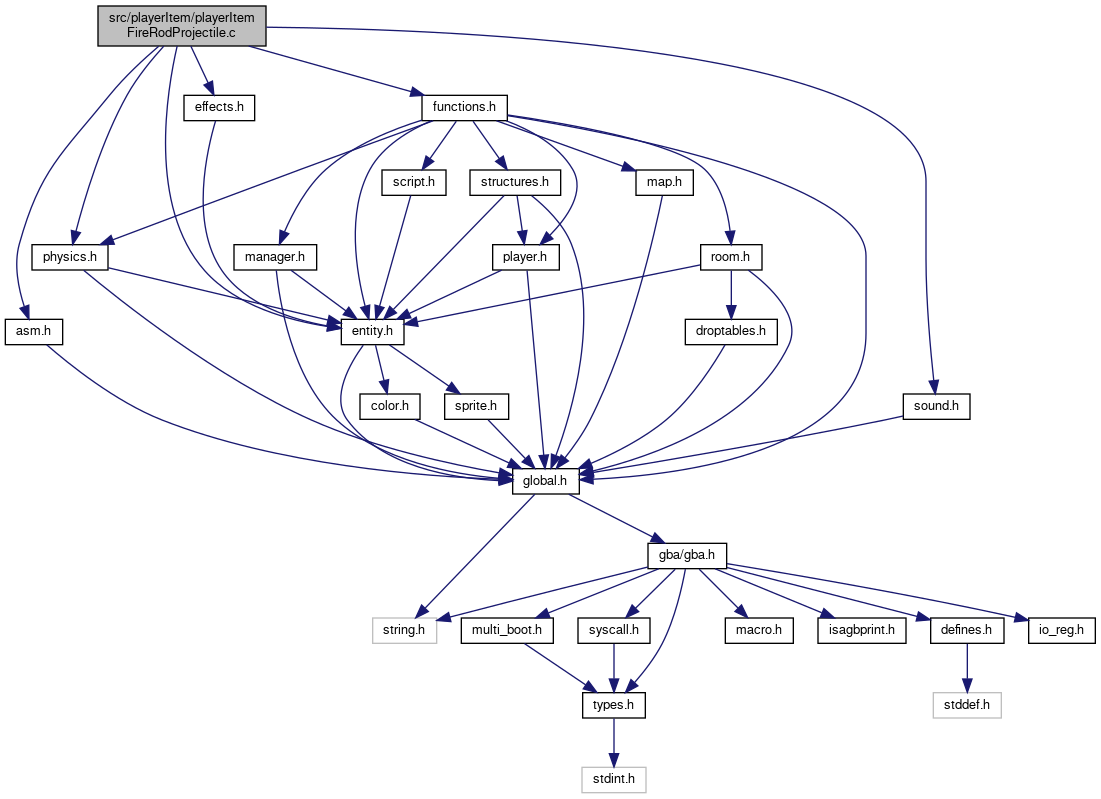 src/playerItem/playerItem
FireRodProjectile.c
effects.h
functions.h
script.h
structures.h
map.h
physics.h
manager.h
player.h
room.h
asm.h
entity.h
droptables.h
color.h
sprite.h
sound.h
global.h
gba/gba.h
string.h
multi_boot.h
syscall.h
macro.h
isagbprint.h
defines.h
io_reg.h
types.h
stddef.h
stdint.h